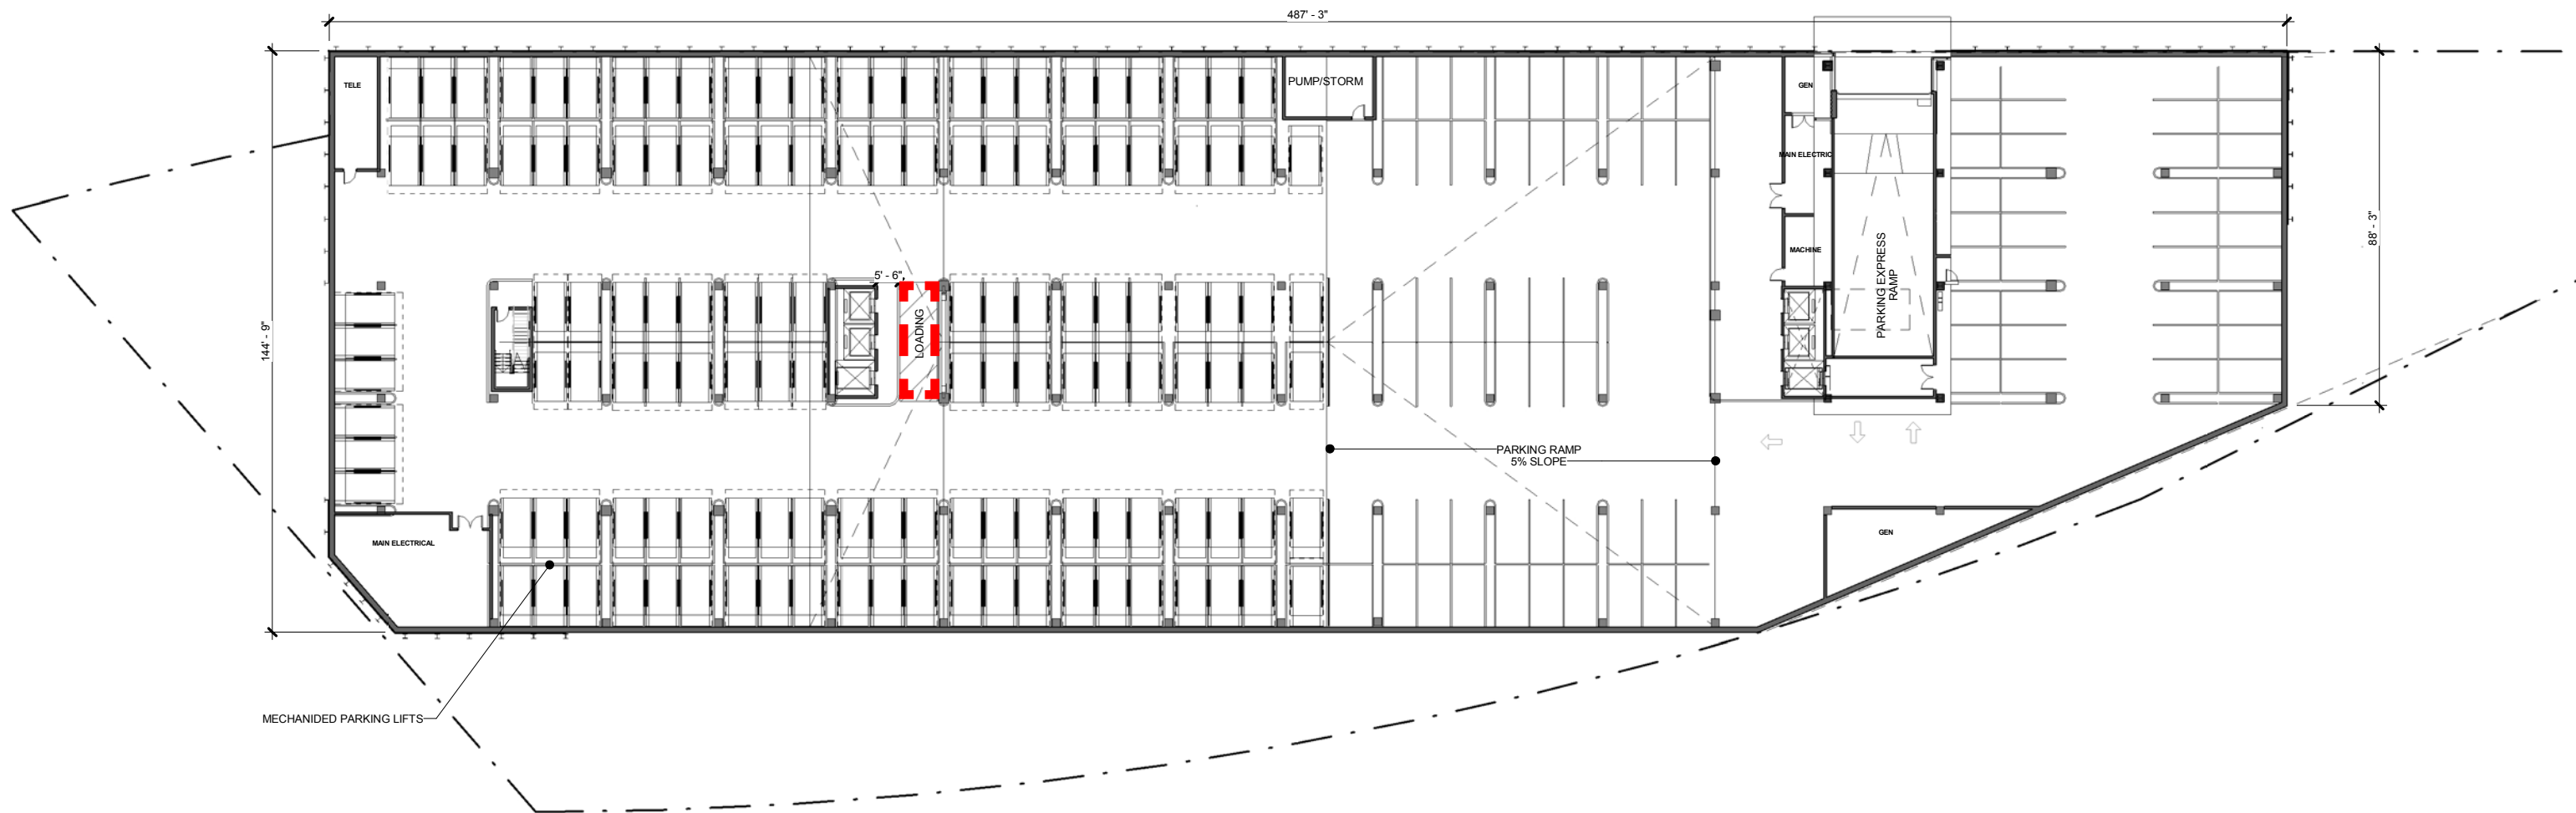 487' - 3"
TELE
PUMP/STORM
GEN
MAIN ELECTRIC
MACHINE
PARKING EXPRESS
RAMP
88' - 3"
5' - 6"
LOADING
144' - 9"
PARKING RAMP
5% SLOPE
MAIN ELECTRICAL
GEN
MECHANIDED PARKING LIFTS